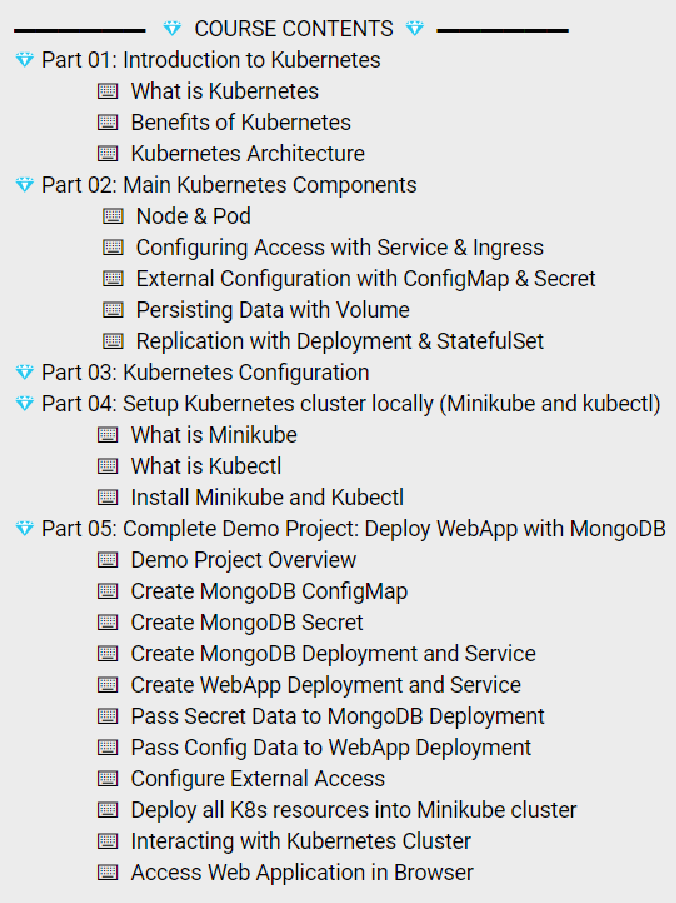 COURSE CONTENTS
Part 01: Introduction to Kubernetes
What is Kubernetes
Benefits of Kubernetes
Kubernetes Architecture
Part 02: Main Kubernetes Components
Node & Pod
Configuring Access with Service & Ingress
External Configuration with ConfigMap & Secret
Persisting Data with Volume
Replication with Deployment & StatefulSet
Part 03: Kubernetes Configuration
Part 04: Setup Kubernetes cluster locally (Minikube and kubectl)
What is Minikube
What is Kubectl
Install Minikube and Kubectl
Part 05: Complete Demo Project: Deploy WebApp with MongoDB
Demo Project Overview
Create MongoDB ConfigMap
Create MongoDB Secret
Create MongoDB Deployment and Service
Create WebApp Deployment and Service
Pass Secret Data to MongoDB Deployment
Pass Config Data to WebApp Deployment
Configure External Access
Deploy all K8s resources into Minikube cluster
Interacting with Kubernetes Cluster
Access Web Application in Browser